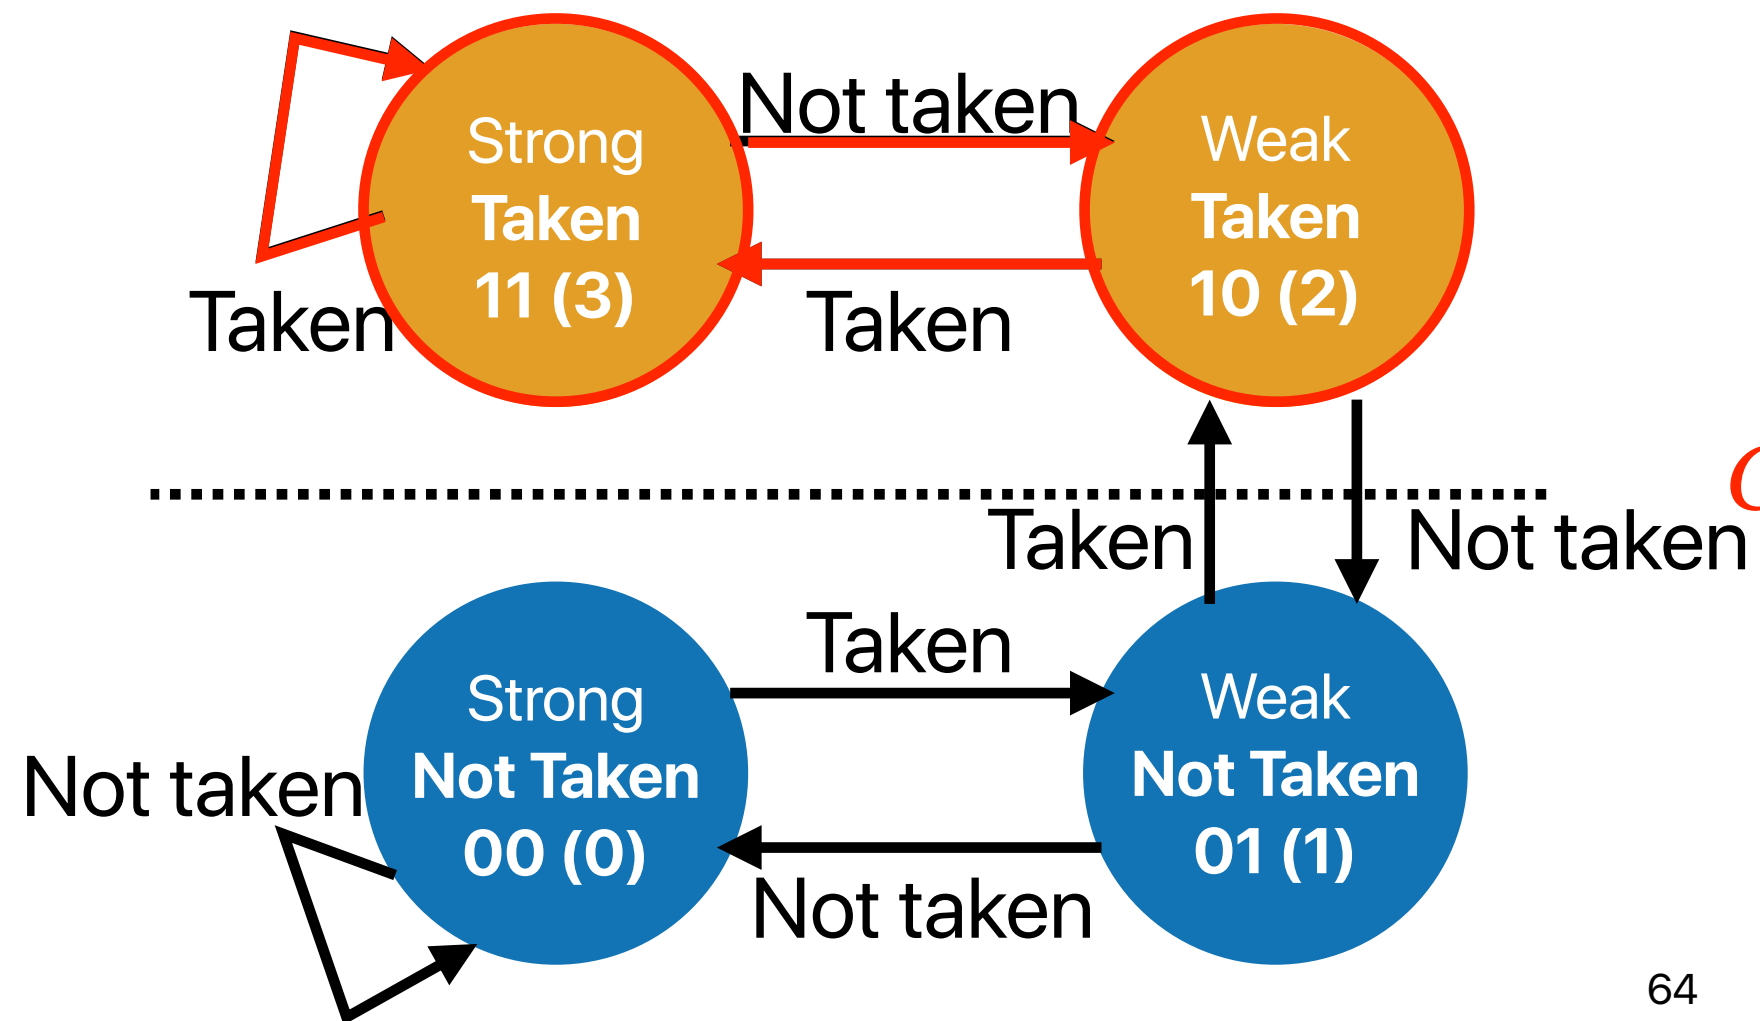 Not taken
Strong
Taken
11 (3)
Weak
Taken
10 (2)
Taken
Taken
Taken
Not taken
Taken
Strong
Not Taken
00 (0)
Weak
Not Taken
01 (1)
Not taken
Not taken
64